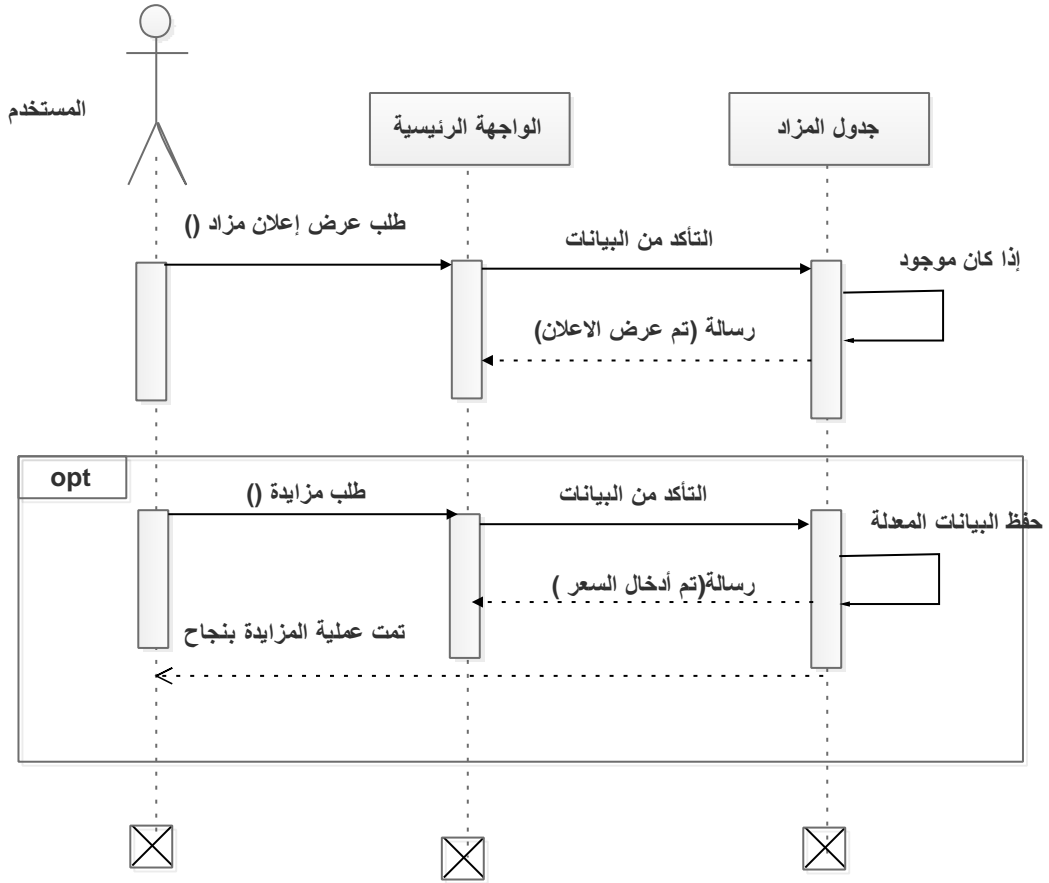 المستخدم
الواجهة الرئيسية
جدول المزاد
طلب عرض إعلان مزاد ()
التأكد من البيانات
إذا كان موجود
رسالة (تم عرض الاعلان)
opt
طلب مزايدة ()
التأكد من البيانات
حفظ البيانات المعدلة
رسالة(تم أدخال السعر )
تمت عملية المزايدة بنجاح